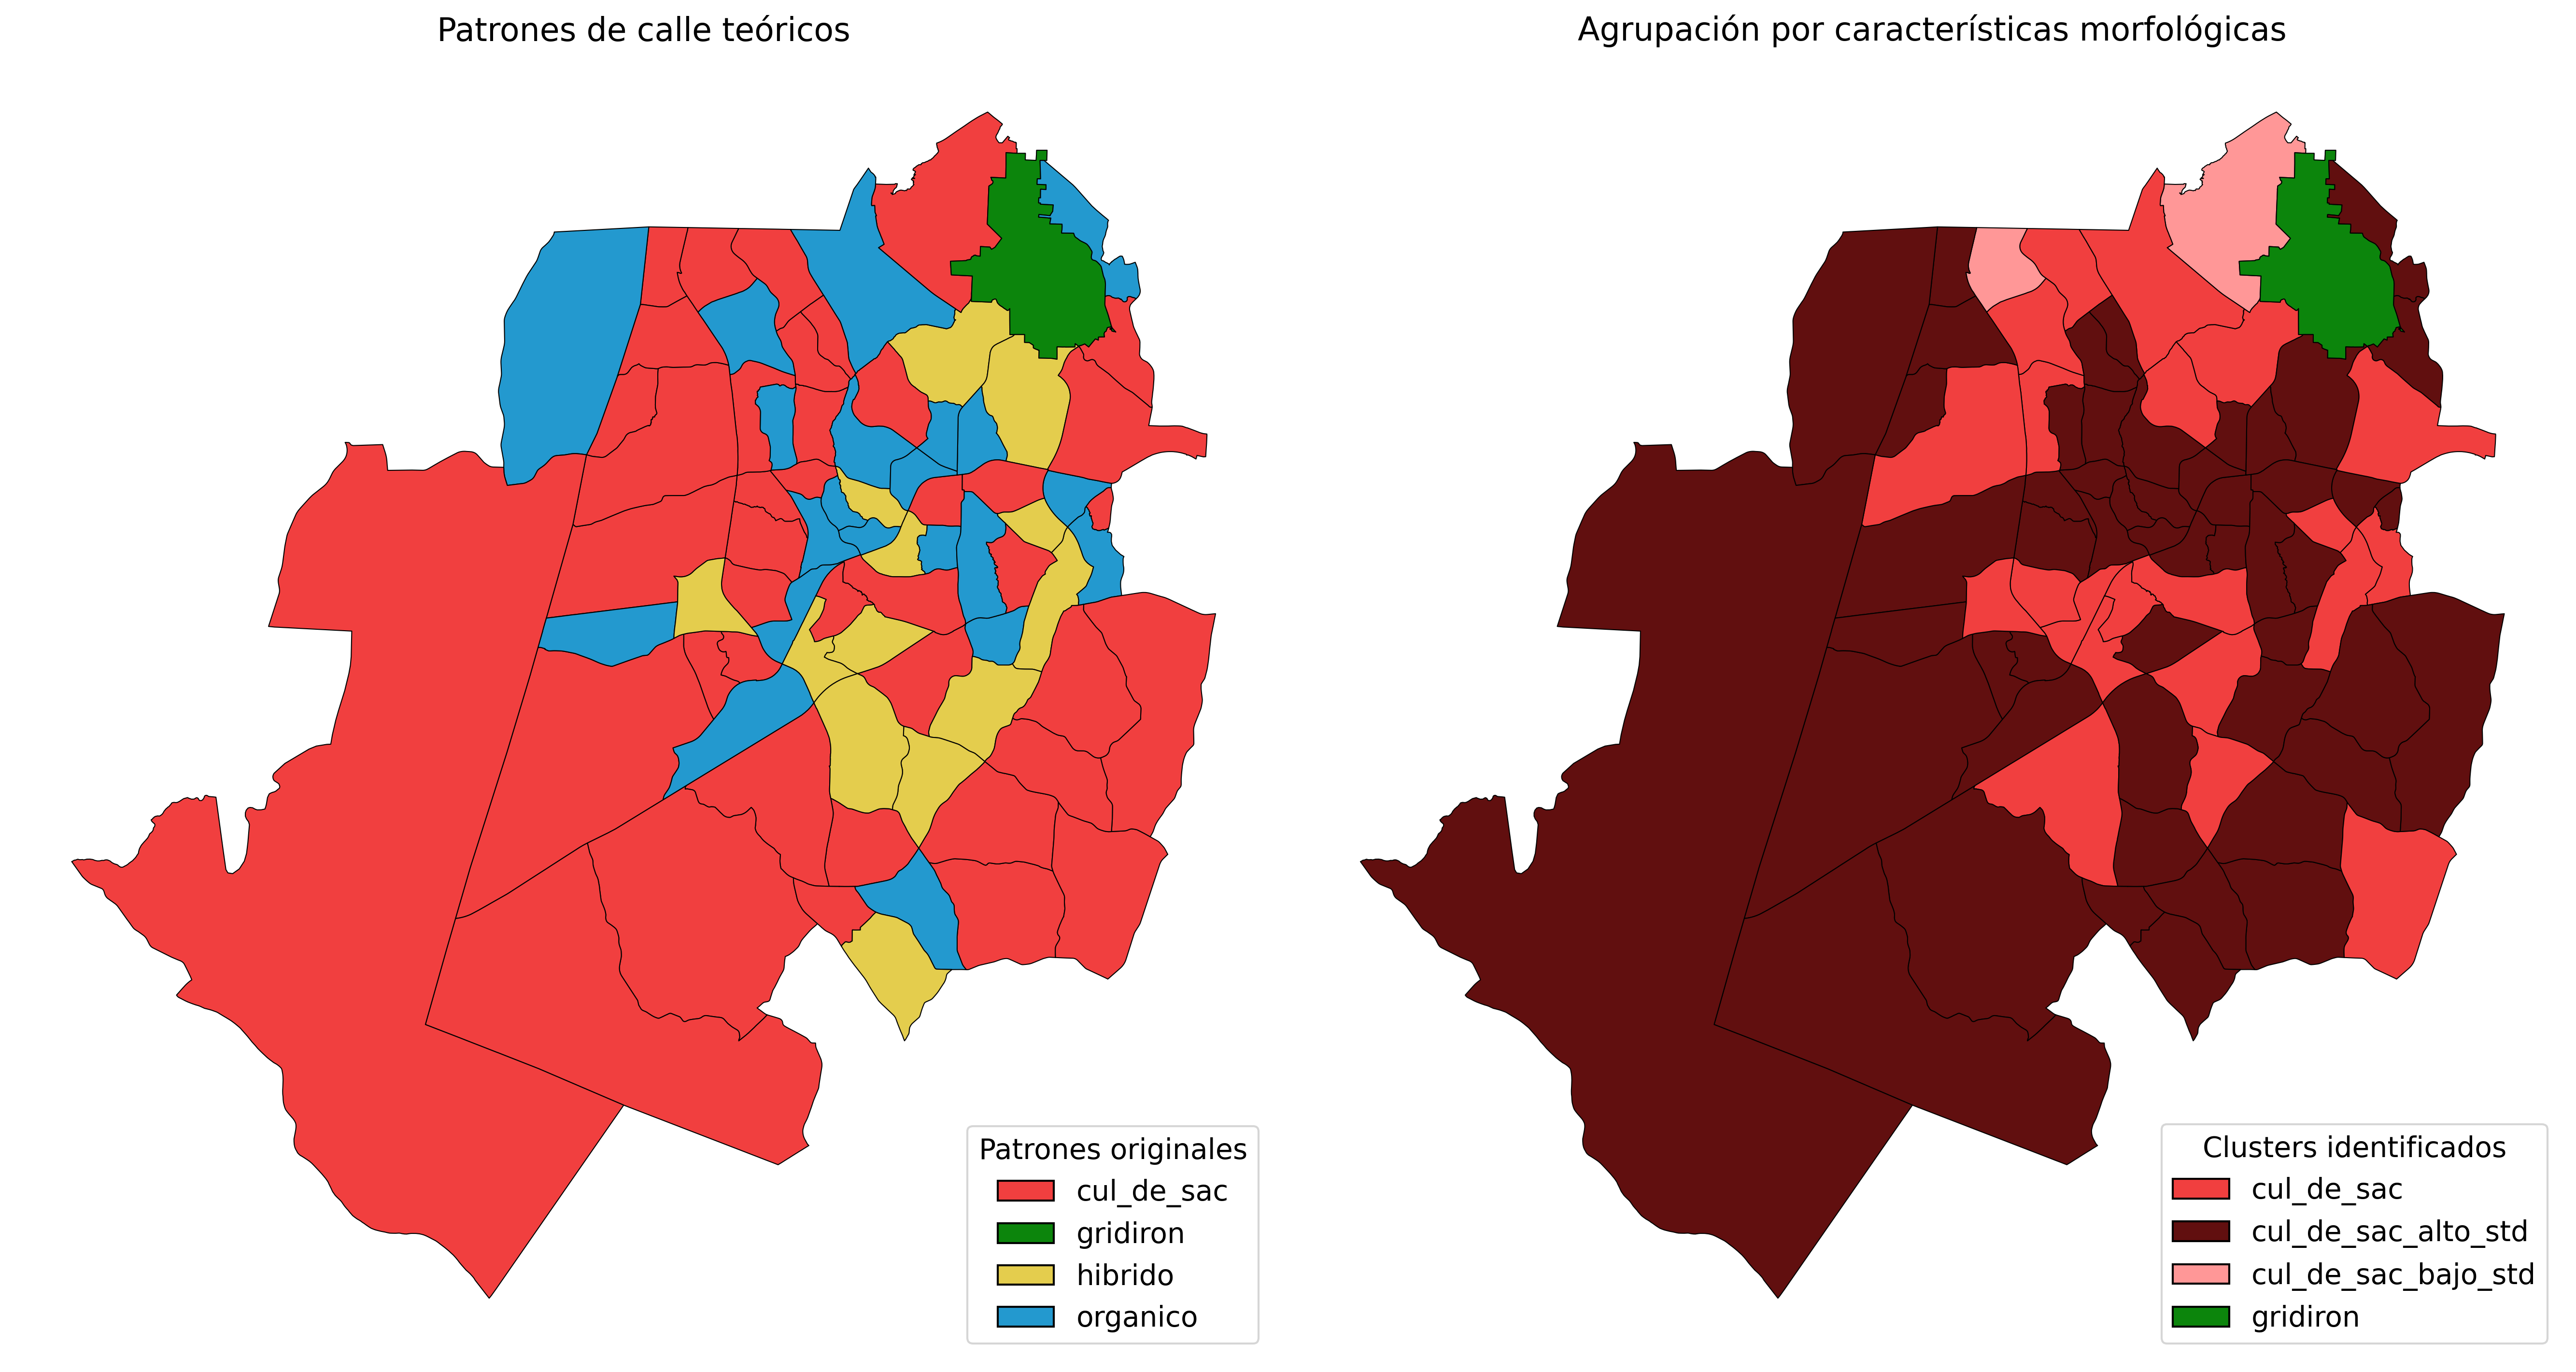 Patrones de calle teóricos
Agrupación por características morfológicas
Patrones originales
cul_de_sac
gridiron
hibrido
organico
Clusters identificados
cul_de_sac
cul_de_sac_alto_std
cul_de_sac_bajo_std
gridiron